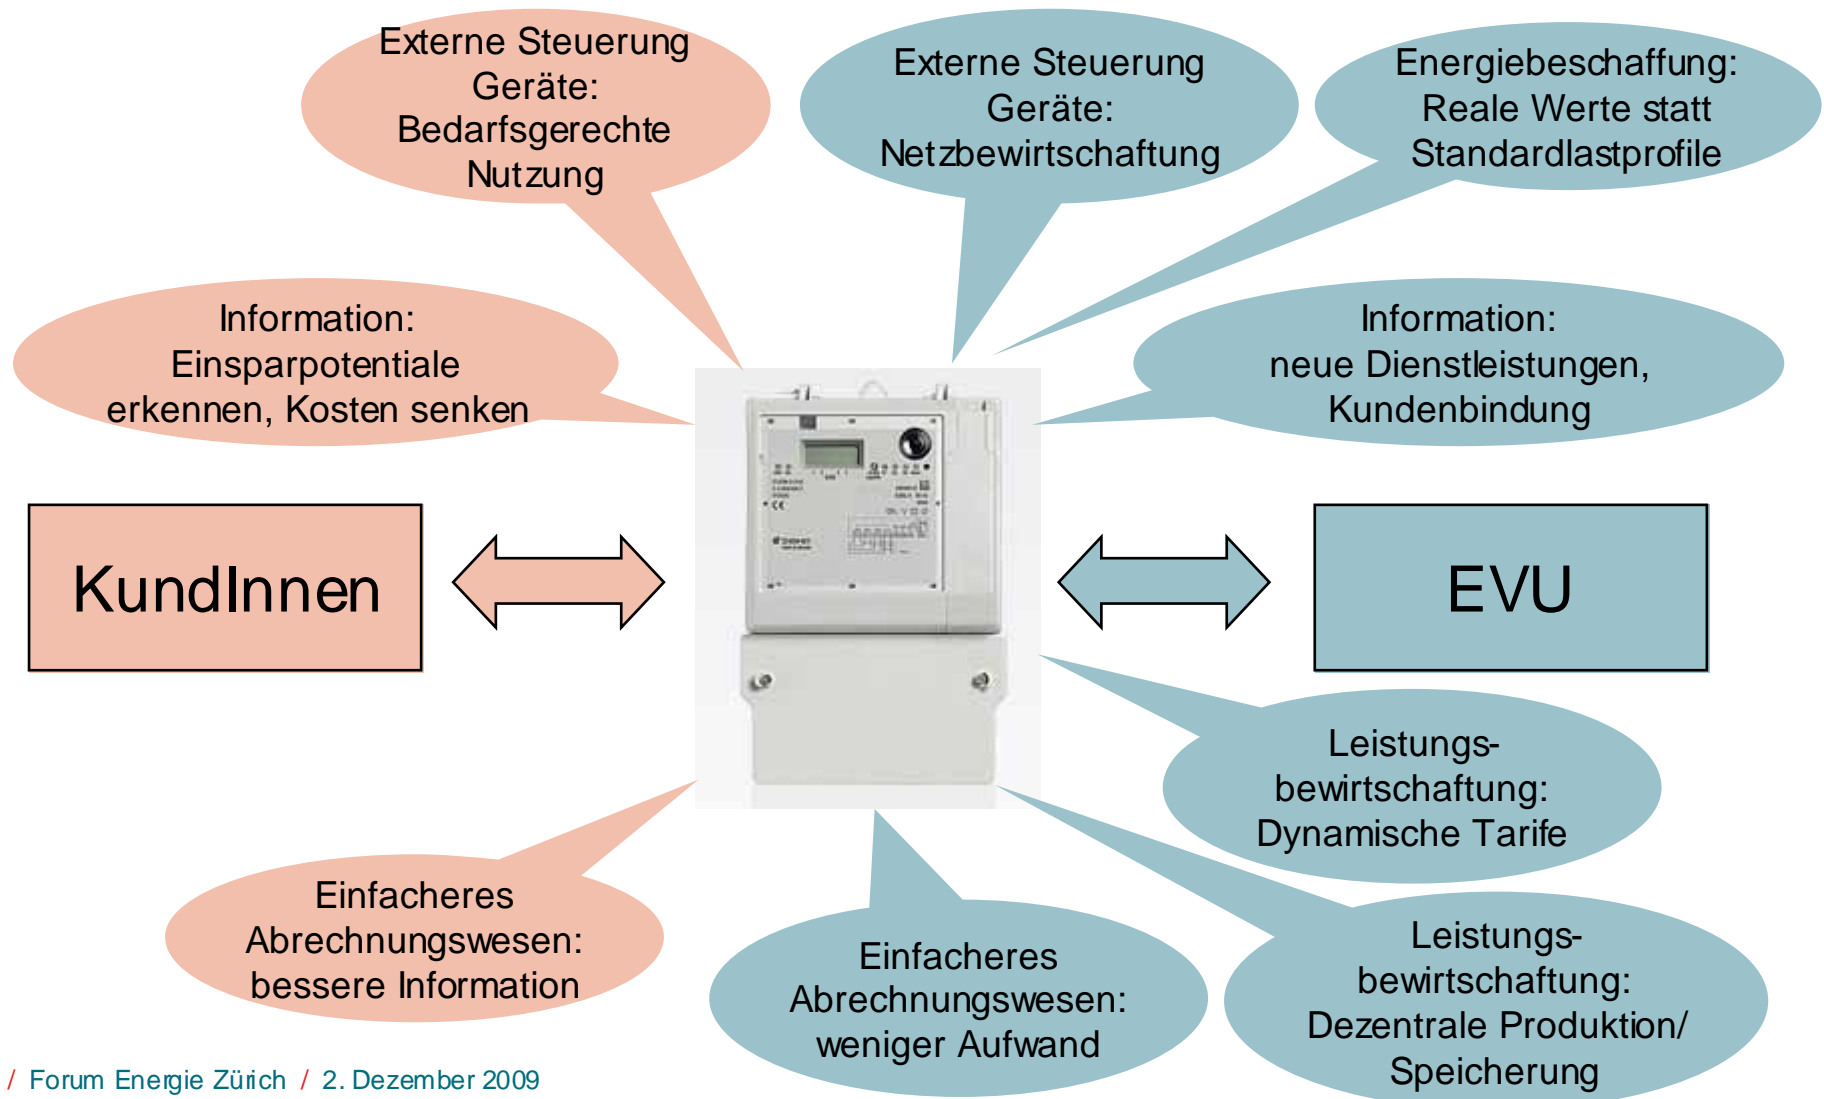 Externe Steuerung
Geräte:
Bedarfsgerechte
Nutzung
Externe Steuerung
Geräte:
Netzbewirtschaftung
Energiebeschaffung:
Reale Werte statt
Standardlastprofile
Information:
Einsparpotentiale
erkennen, Kosten senken
Information:
neue Dienstleistungen,
Kundenbindung
KundInnen
CE
EVU
Leistungs-
bewirtschaftung:
Dynamische Tarife
Einfacheres
Abrechnungswesen:
bessere Information
Einfacheres
Abrechnungswesen:
weniger Aufwand
Leistungs-
bewirtschaftung:
Dezentrale Produktion/
Speicherung
/ Forum Energie Zürich / 2. Dezember 2009